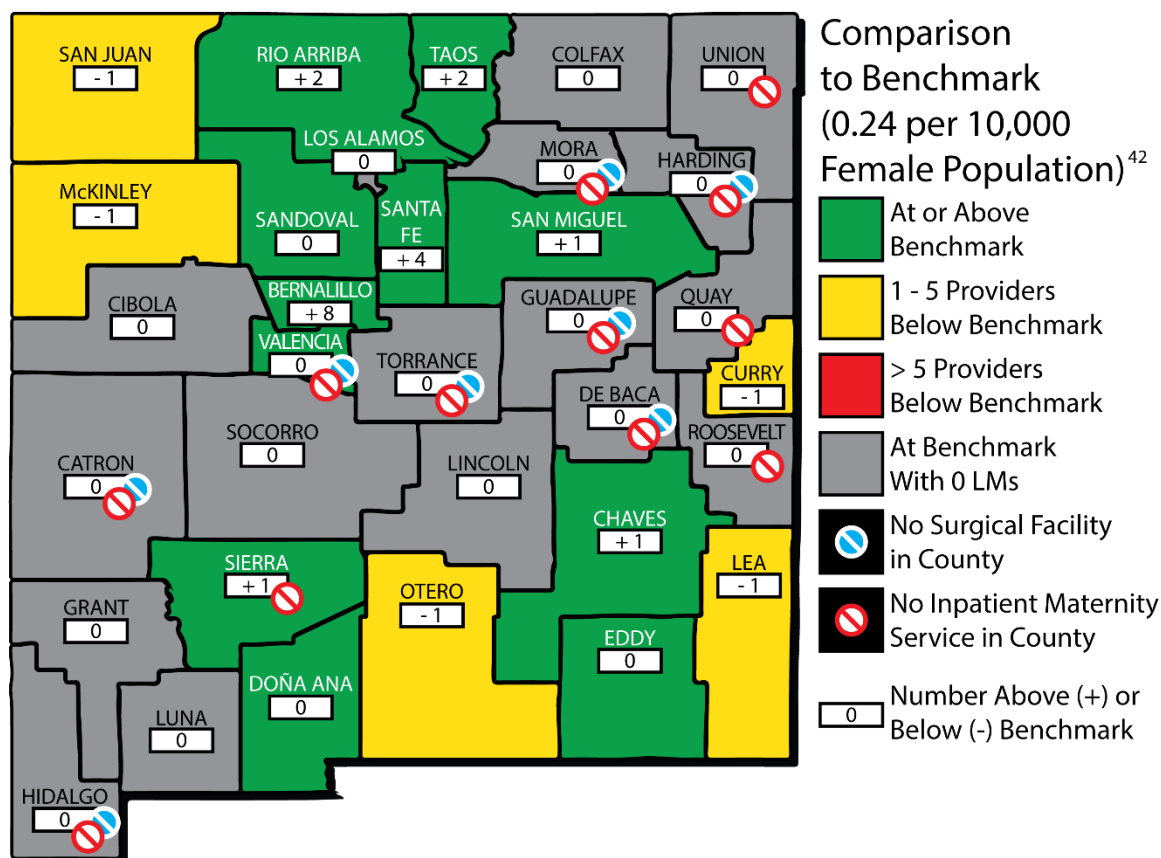 SAN JUAN
- 1
RIO ARRIBA
+ 2
TAOS
+ 2
COLFAX
0
UNION
0
LOS ALAMOS
0
MORA
0
HARDING
0
McKINLEY
- 1
SANDOVAL
0
SANTA
FE
+ 4
SAN MIGUEL
+ 1
CIBOLA
0
BERNALILLO
+ 8
GUADALUPE
0
QUAY
0
VALENCIA
0
TORRANCE
0
CURRY
- 1
DE BACA
0
ROOSEVELT
0
SOCORRO
0
CATRON
0
LINCOLN
0
CHAVES
+ 1
SIERRA
+ 1
OTERO
- 1
LEA
- 1
GRANT
0
EDDY
0
DOÑA ANA
0
LUNA
0
HIDALGO
0
Comparison
to Benchmark
(0.24 per 10,000
Female Population)42
At or Above
Benchmark
1 - 5 Providers
Below Benchmark
> 5 Providers
Below Benchmark
At Benchmark
With 0 LMs
No Surgical Facility
in County
No Inpatient Maternity
Service in County
0
Number Above (+) or
Below (-) Benchmark